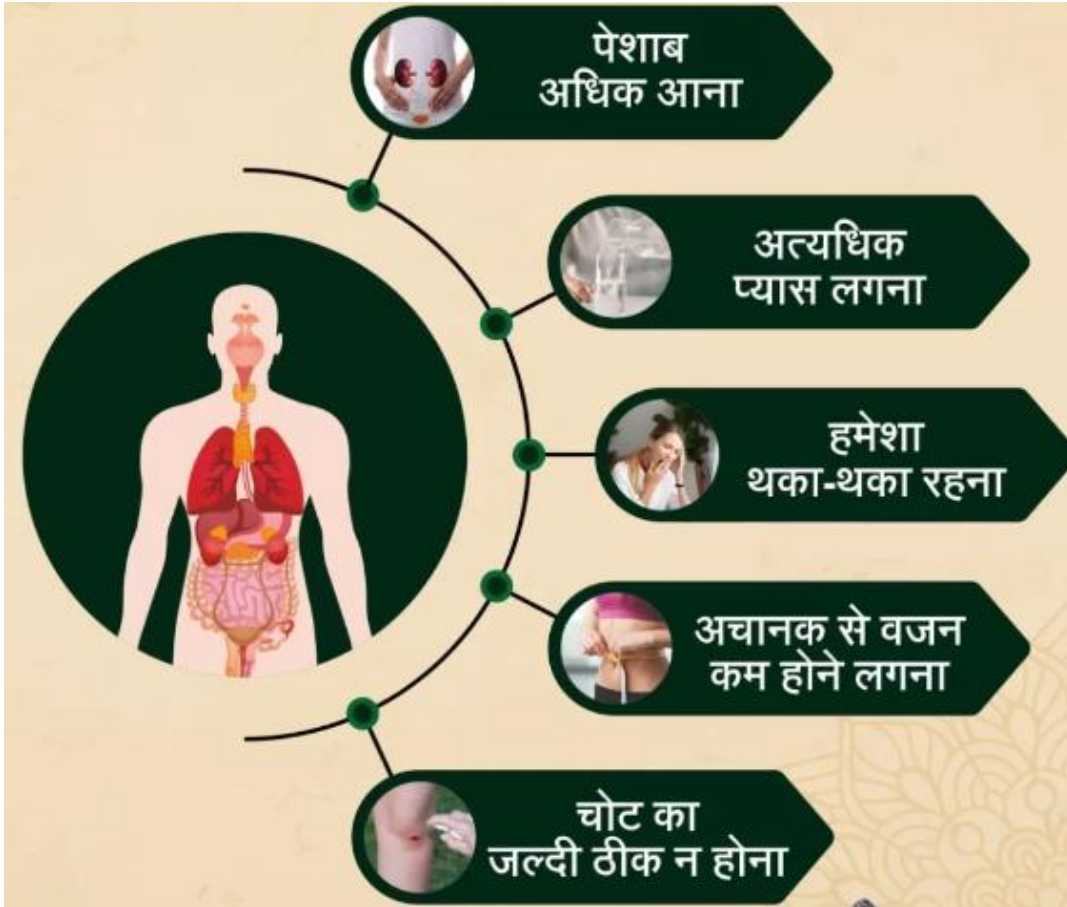 पेशाब
अधिक आना
अत्यधिक
प्यास लगना
हमेशा
थका-थका रहना
अचानक से वजन
कम होने लगना
चोट का
जल्दी ठीक न होना